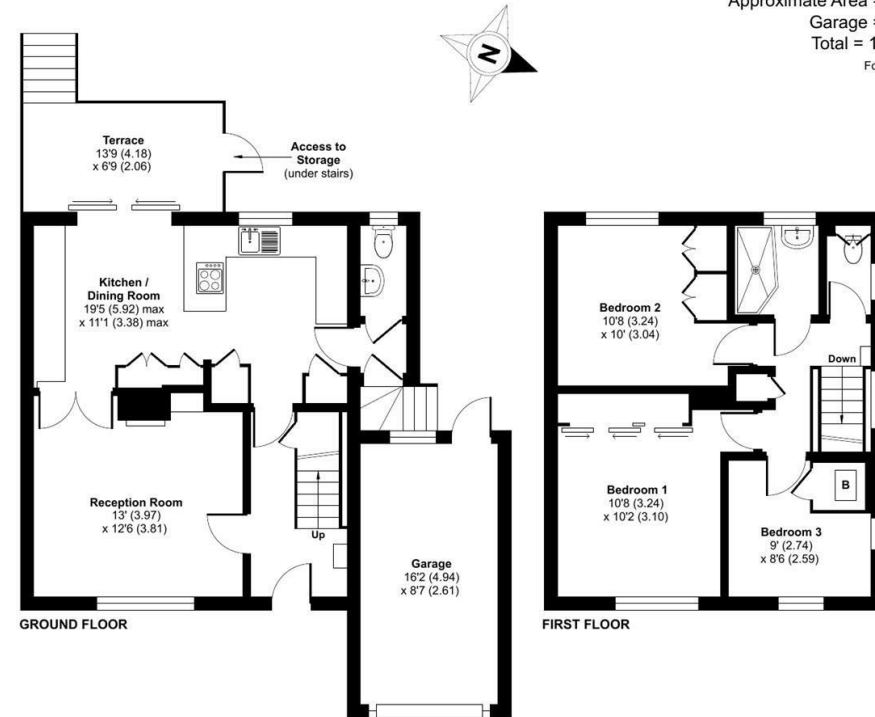 Approximate Area =
Garage =
Total = 1
N
Terrace
13'9 (4.18)
x 6'9 (2.06)
Access to
Storage
(under stairs)
Kitchen /
Dining Room
19'5 (5.92) max
x 11'1 (3.38) max
Reception Room
13' (3.97)
x 12'6 (3.81)
Up
Garage
16'2 (4.94)
x 8'7 (2.61)
GROUND FLOOR
Bedroom 2
10'8 (3.24)
x 10' (3.04)
Down
Bedroom 1
10'8 (3.24)
x 10'2 (3.10)
B
Bedroom 3
9' (2.74)
x 8'6 (2.59)
FIRST FLOOR